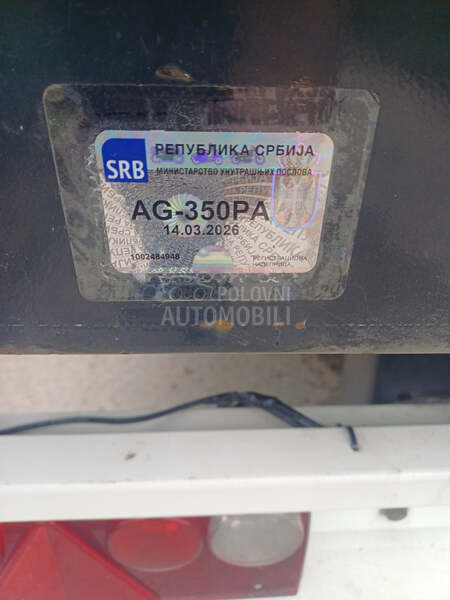 РЕПУБЛИКА СРБИЈА
SRB
МИНИСТАРСТВО УНУТРАШЊИХ ПОСЛОВА
AG-350PA
14.03.2026
1002484948
РЕГИСТРАЦИОНА
НАЛЕПНИЦА
POLOVNI
AUTOMOBILI